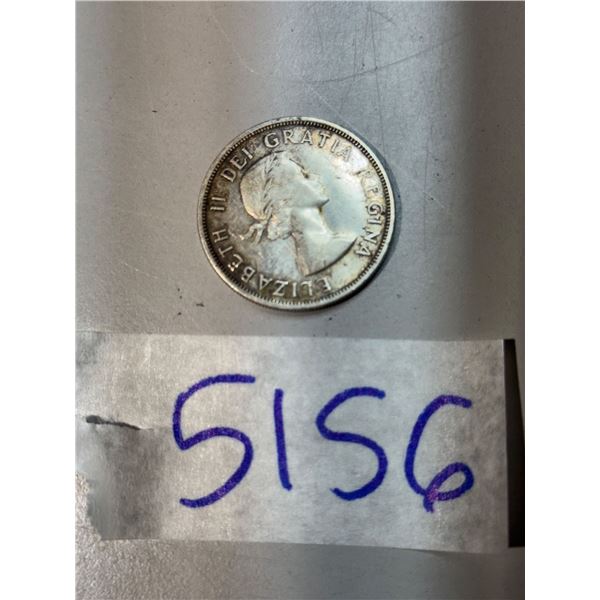 ELIZABETH II DEI GRATIA REGINA
5156